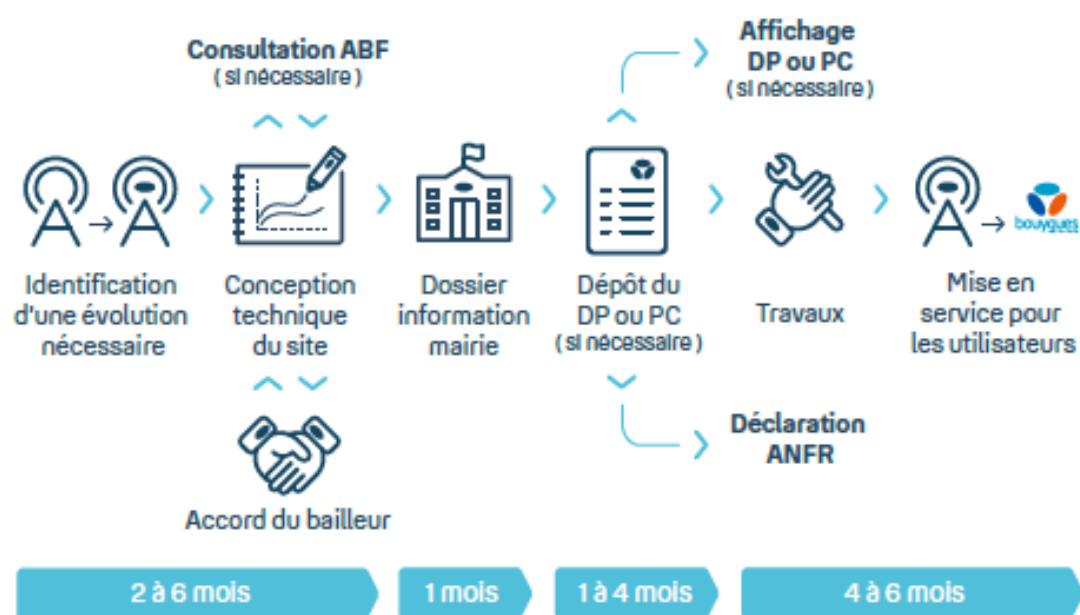 Consultation ABF
( si nécessaire )
Affichage
DP ou PC
( si nécessaire )
bouygues
Identification
d'une évolution
nécessaire
Conception
technique
du site
Dossier
information
mairie
Dépôt du
DP ou PC
( si nécessaire )
Travaux
Mise en
service pour
les utilisateurs
Accord du bailleur
Déclaration
ANFR
2 à 6 mois
1 mois
1 à 4 mois
4 à 6 mois